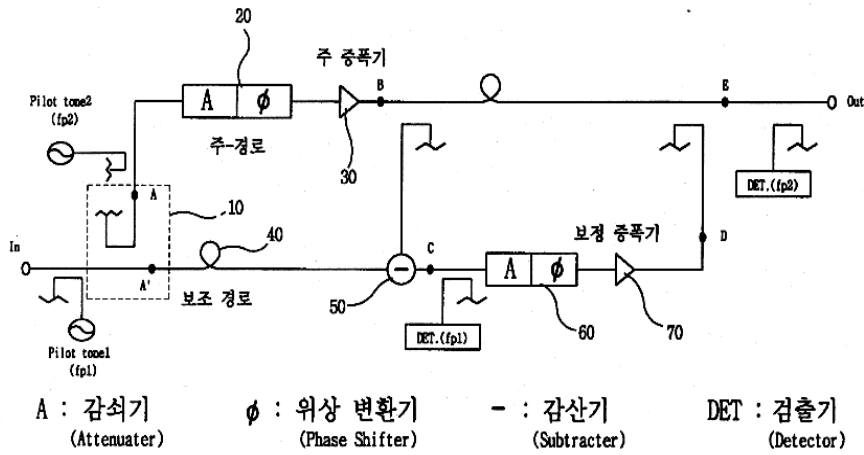 20
주 증폭기
B
E
Pilot tone2
(fp2)
A ϕ
Out
주-경로
30
DET.(fp2)
A
10
보점 증폭기
In
40
C
D
A ϕ
A'
보조 경로
50
-
60
70
DET.(fp1)
Pilot tone1
(fp1)
A : 감쇠기
(Attenuater)
ϕ : 위상 변환기
(Phase Shifter)
- : 감산기
(Subtracter)
DET : 검출기
(Detector)